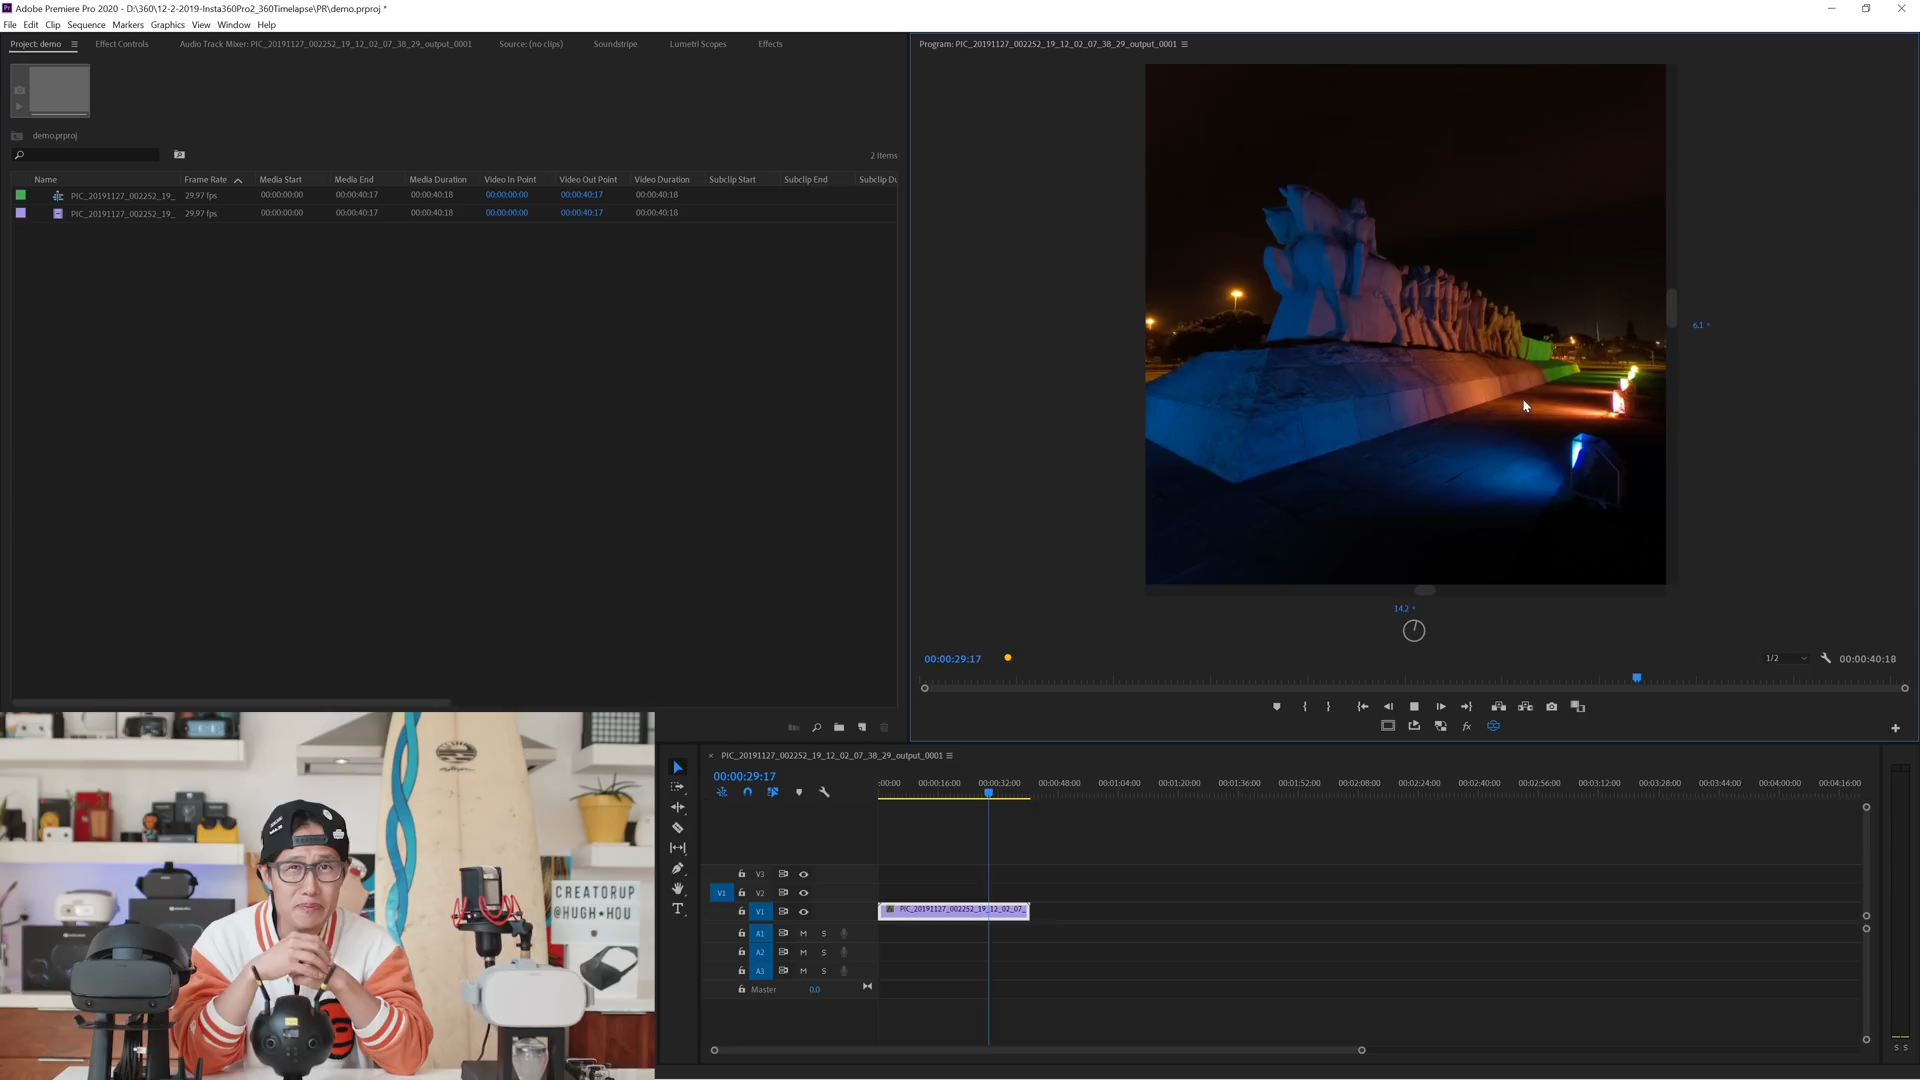 Adobe Premiere Pro 2020 - D:\360\12-2-2019-Insta360Pro2_360Timelapse\PR\demo.prproj *
File Edit Clip Sequence Markers Graphics View Window Help
Project: demo Effect Controls Audio Track Mixer: PIC_20191127_002252_19_12_02_07_38_29_output_0001 Source: (no clips) Soundstripe Lumetri Scopes Effects
Program: PIC_20191127_002252_19_12_02_07_38_29_output_0001
demo.prproj
2 Items
Name Frame Rate Media Start Media End Media Duration Video In Point Video Out Point Video Duration Subclip Start Subclip End Subclip Du
PIC_20191127_002252_19_ 29.97 fps 00:00:00:00 00:00:40:17 00:00:40:18 00:00:00:00 00:00:40:17 00:00:40:18
PIC_20191127_002252_19_ 29.97 fps 00:00:00:00 00:00:40:17 00:00:40:18 00:00:00:00 00:00:40:17 00:00:40:18
6.1 °
14.2 °
00:00:29:17 1/2 00:00:40:18
PIC_20191127_002252_19_12_02_07_38_29_output_0001
00:00:29:17
:00:00 00:00:16:00 00:00:32:00 00:00:48:00 00:01:04:00 00:01:20:00 00:01:36:00 00:01:52:00 00:02:08:00 00:02:24:00 00:02:40:00 00:02:56:00 00:03:12:00 00:03:28:00 00:03:44:00 00:04:00:00 00:04:16:00
V3
V1 V2
V1 PIC_20191127_002252_19_12_02_07_
A1 M S
A2 M S
A3 M S
Master 0.0
S S
CREATORUP
@HUGH★HOU